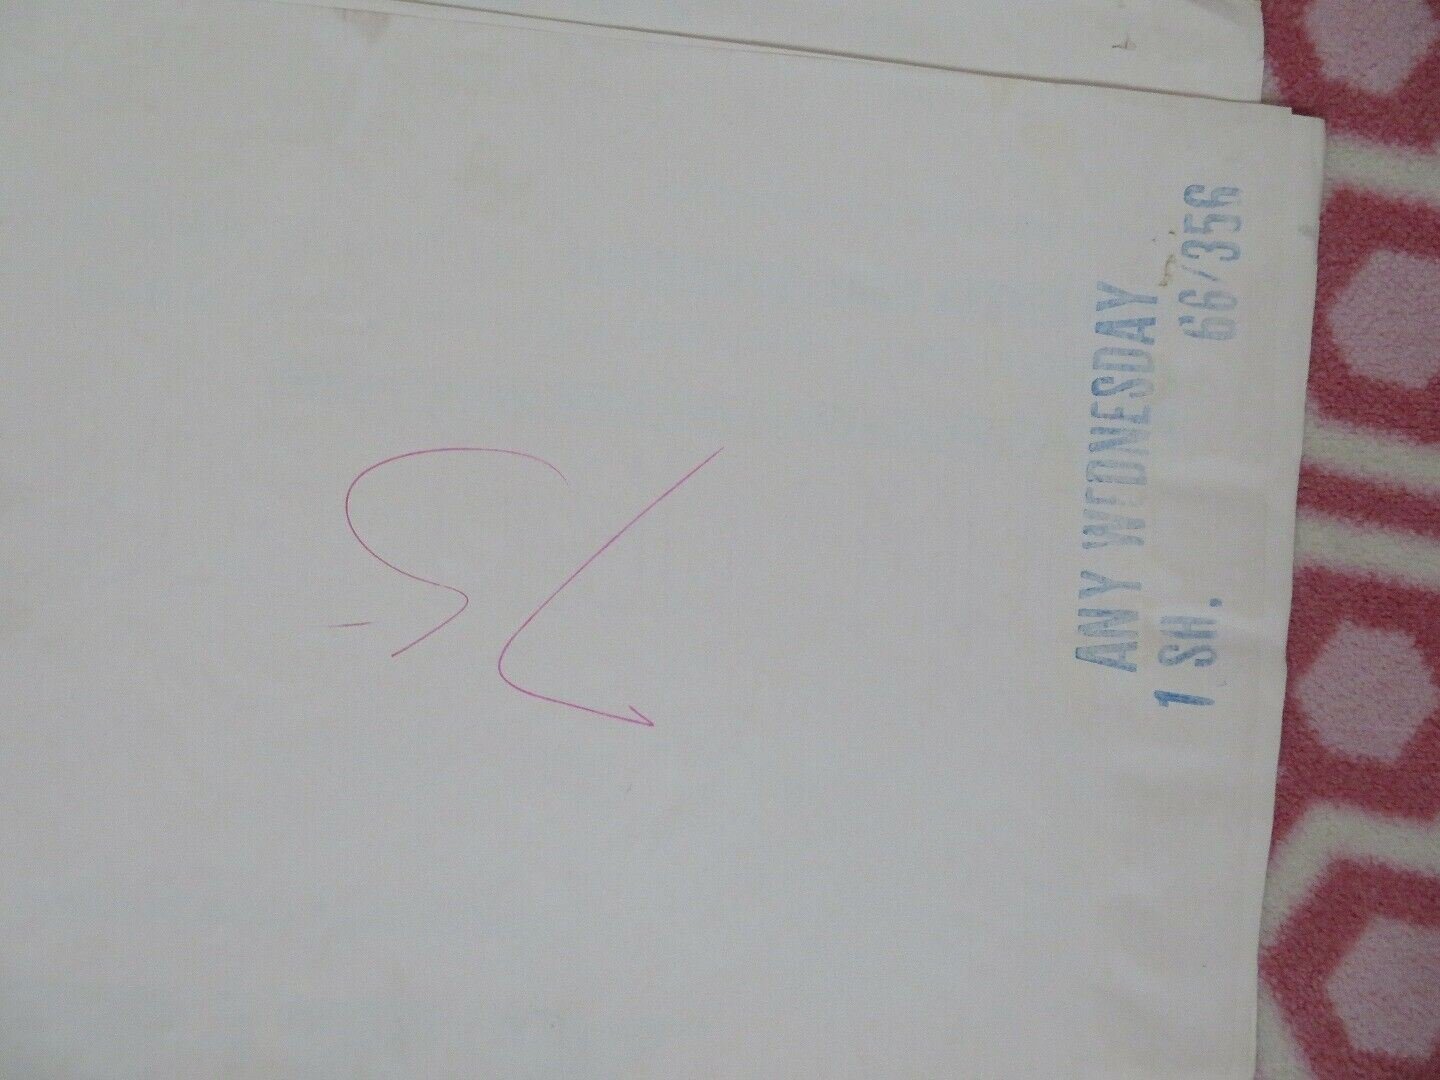 ANY WEDNESDAY
1 SH. 66/356